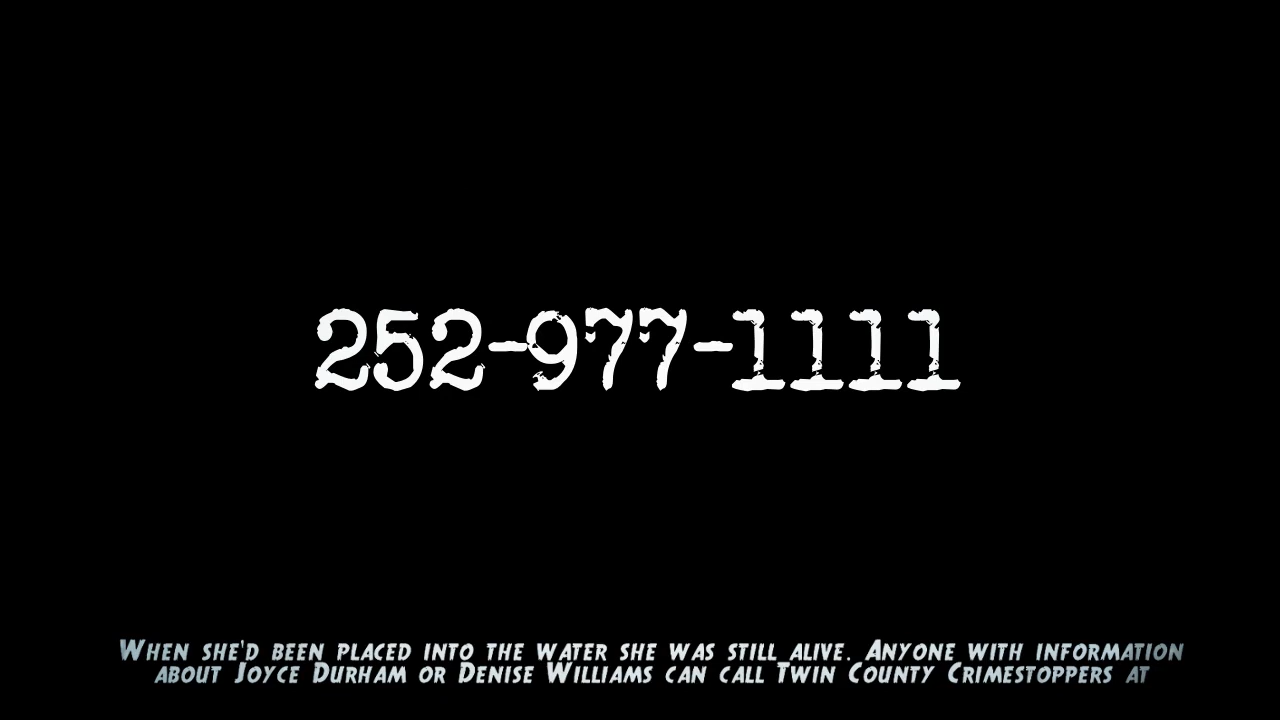 252-977-1111
When she'd been placed into the water she was still alive. Anyone with information
about Joyce Durham or Denise Williams can call Twin County Crimestoppers at